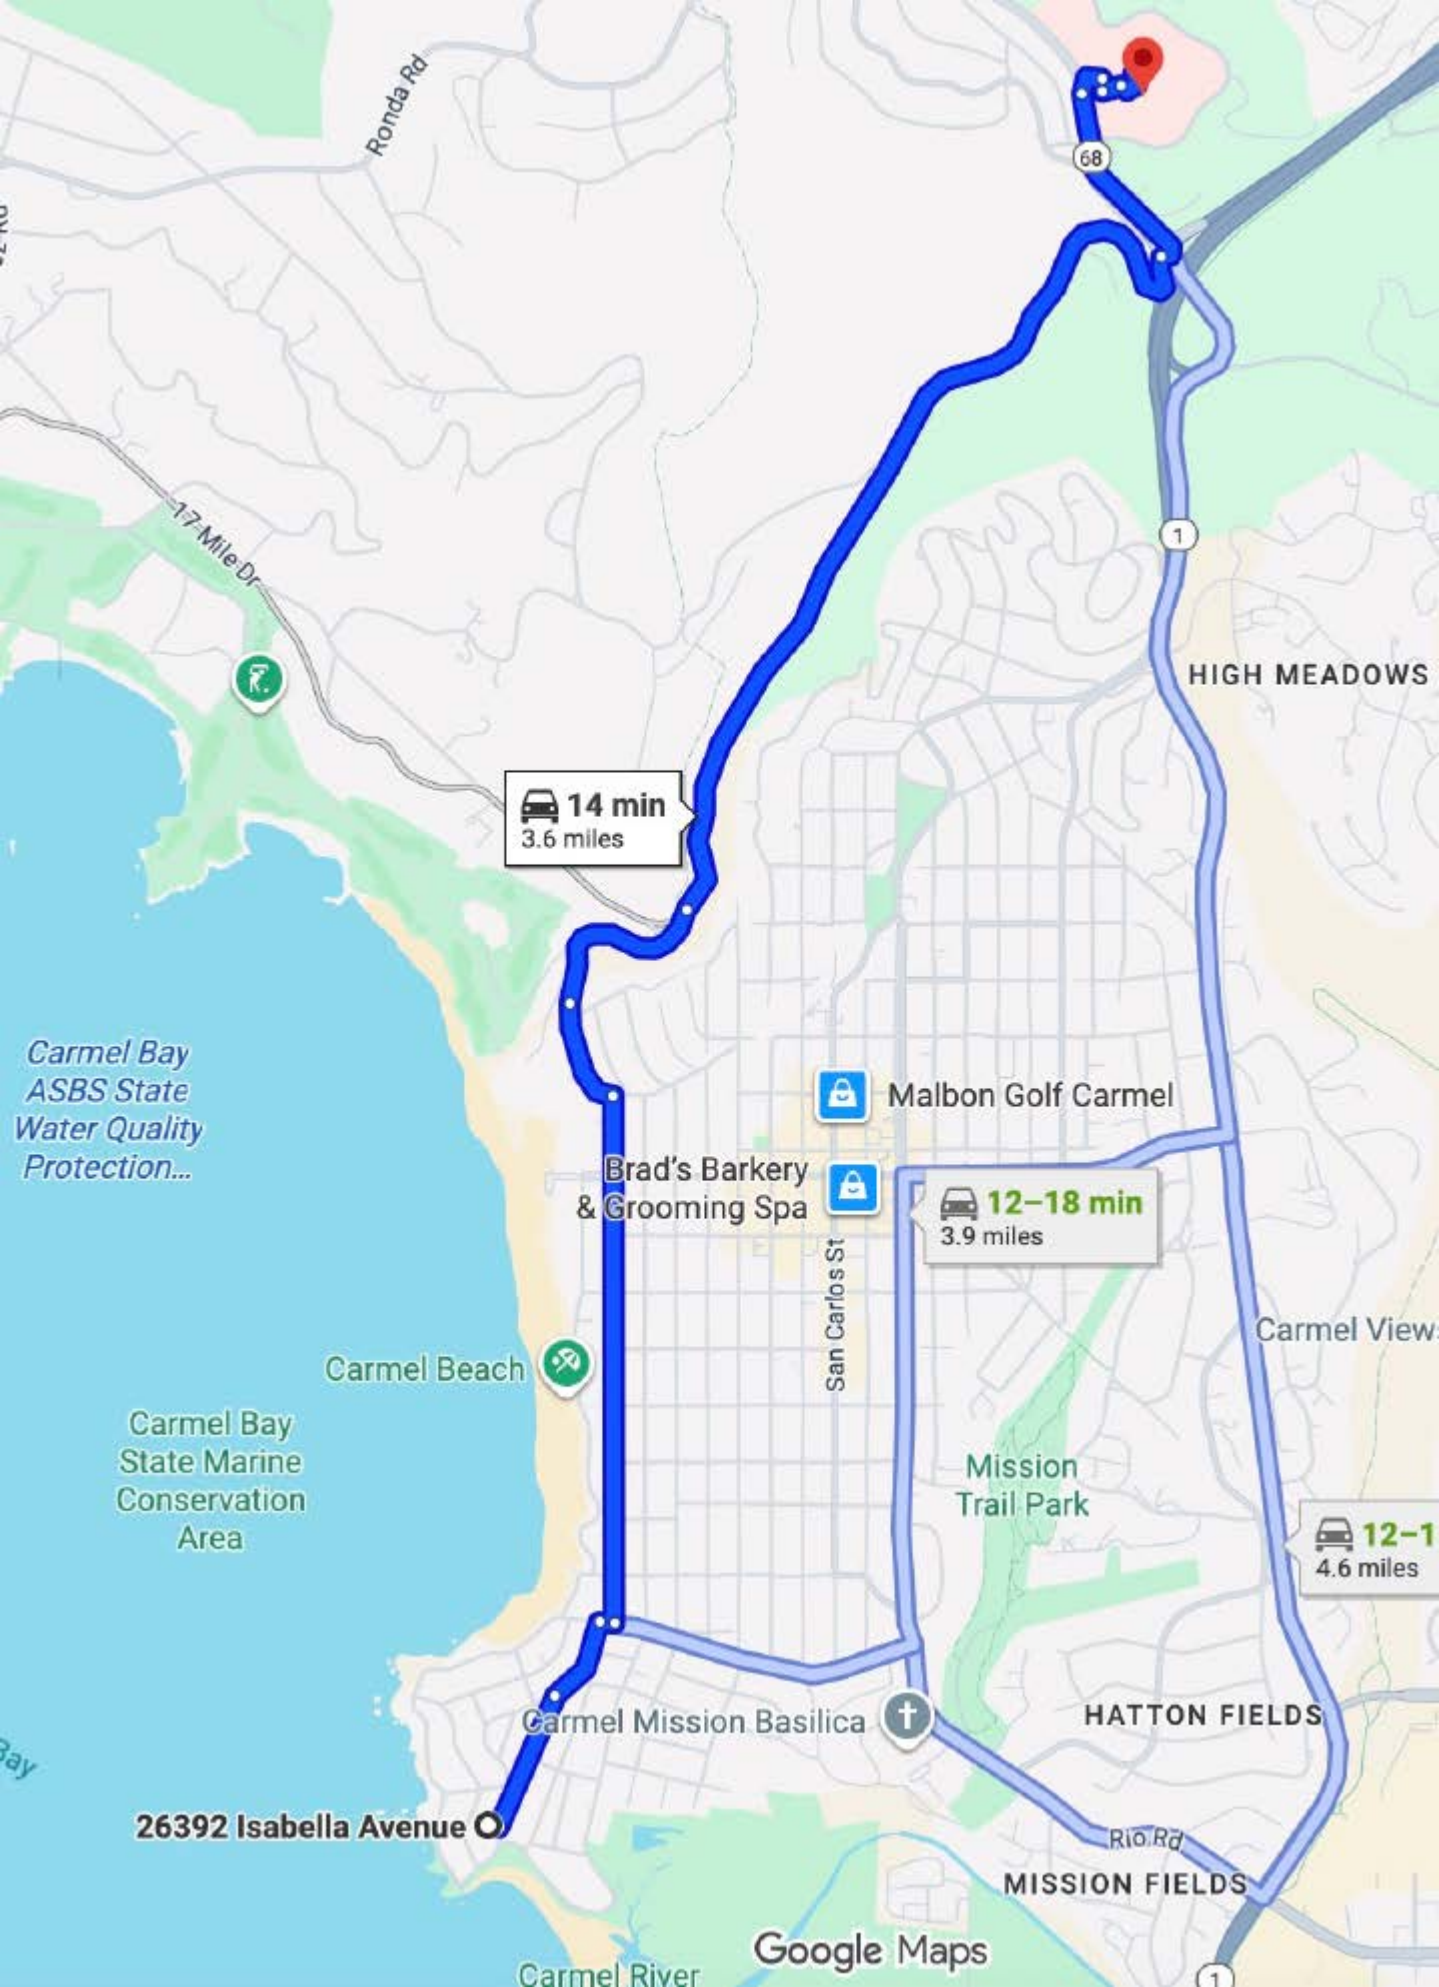 Ronda Rd
68
17-Mile Dr
1
HIGH MEADOWS
14 min
3.6 miles
Carmel Bay
ASBS State
Water Quality
Protection...
Malbon Golf Carmel
Brad's Barkery
& Grooming Spa
12–18 min
3.9 miles
San Carlos St
Carmel View
Carmel Beach
Carmel Bay
State Marine
Conservation
Area
Mission
Trail Park
12–1
4.6 miles
Carmel Mission Basilica
HATTON FIELDS
Bay
26392 Isabella Avenue
Rio Rd
MISSION FIELDS
Google Maps
Carmel River
1